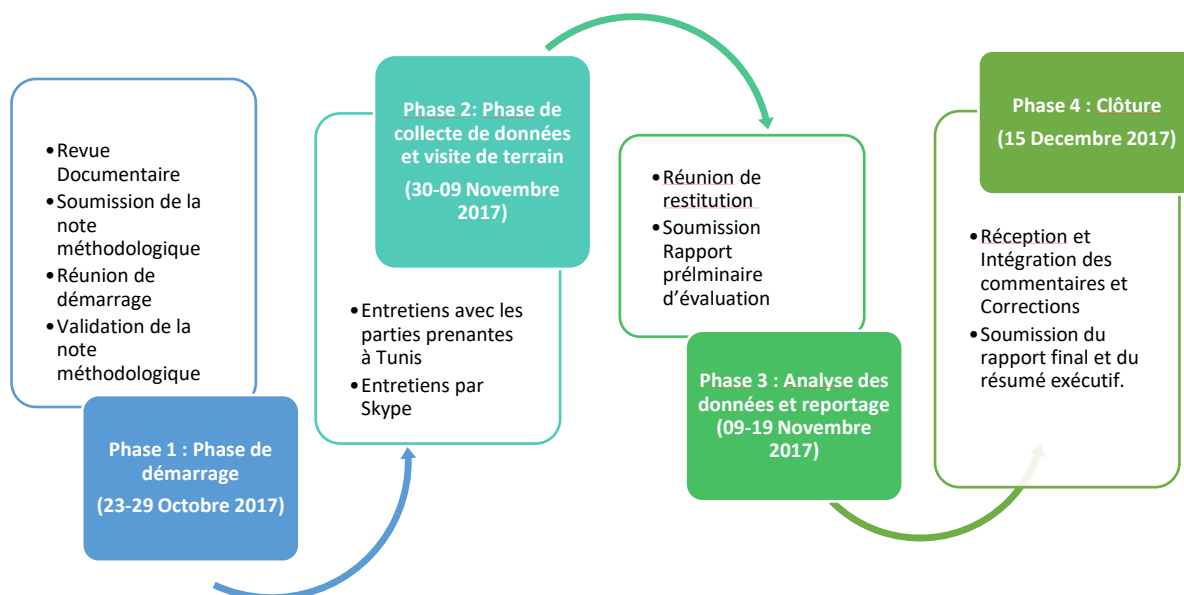 •Revue
Documentaire
•Soumission de la
note
méthodologique
•Réunion de
démarrage
•Validation de la
note
méthodologique
Phase 1 : Phase de
démarrage
(23-29 Octobre 2017)
Phase 2: Phase de
collecte de données
et visite de terrain
(30-09 Novembre
2017)
•Entretiens avec les
parties prenantes
à Tunis
•Entretiens par
Skype
•Réunion de
restitution
•Soumission
Rapport
prélminaire
d’évaluation
Phase 3 : Analyse des
données et reportage
(09-19 Novembre
2017)
Phase 4 : Clôture
(15 Decembre 2017)
•Réception et
Intégration des
commentaires et
Corrections
•Soumission du
rapport final et du
résumé exécutif.